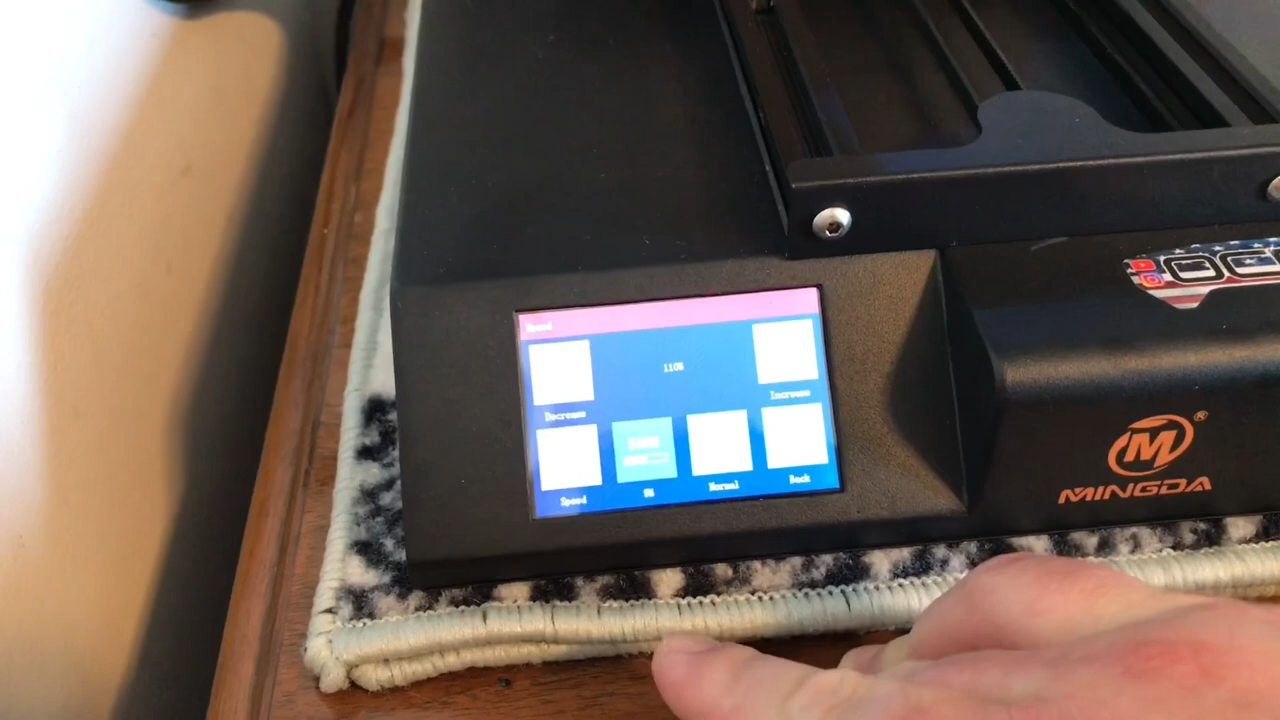 Speed
110%
Decrease
Increase
Speed
5%
Normal
Back
MINGDA
®